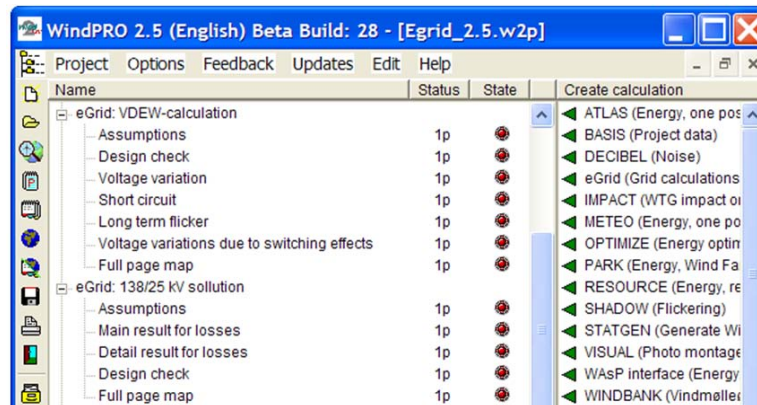 WindPRO 2.5 (English) Beta Build: 28 - [Egrid_2.5.w2p]
Project Options Feedback Updates Edit Help
Name Status State Create calculation
eGrid: VDEW-calculation ATLAS (Energy, one pos
Assumptions 1p BASIS (Project data)
Design check 1p DECIBEL (Noise)
Voltage variation 1p eGrid (Grid calculations
Short circuit 1p IMPACT (WTG impact o
Long term flicker 1p METEO (Energy, one po
Voltage variations due to switching effects 1p OPTIMIZE (Energy optim
Full page map 1p PARK (Energy, Wind Fa
eGrid: 138/25 kV sollution RESOURCE (Energy, re
Assumptions 1p SHADOW (Flickering)
Main result for losses 1p STATGEN (Generate Wi
Detail result for losses 1p VISUAL (Photo montage
Design check 1p WAsP interface (Energy
Full page map 1p WINDBANK (Vindmølle